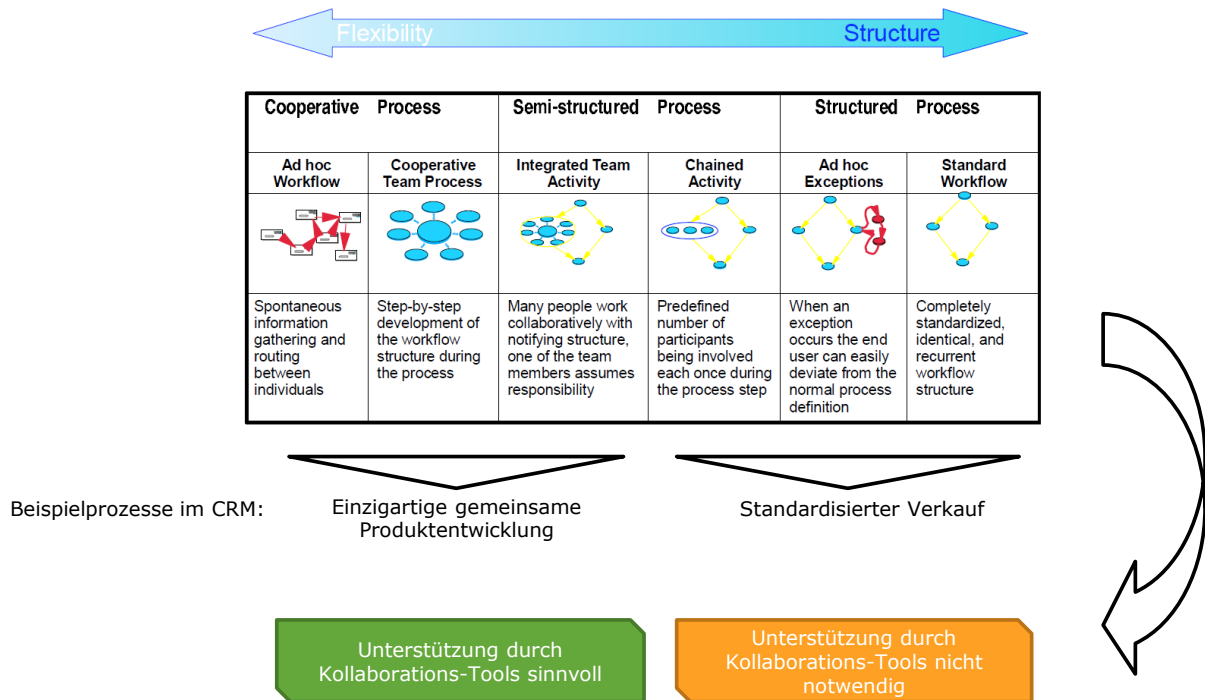 Flexibility Structure
Cooperative Process Semi-structured Process Structured Process
Ad hoc
Workflow
Cooperative
Team Process
Integrated Team
Activity
Chained
Activity
Ad hoc
Exceptions
Standard
Workflow
Spontaneous
information
gathering and
routing
between
individuals
Step-by-step
development of
the workflow
structure during
the process
Many people work
collaboratively with
notifying structure,
one of the team
members assumes
responsibility
Predefined
number of
participants
being involved
each once during
the process step
When an
exception
occurs the end
user can easily
deviate from the
normal process
definition
Completely
standardized,
identical, and
recurrent
workflow
structure
Beispielprozesse im CRM:
Einzigartige gemeinsame
Produktentwicklung
Standardisierter Verkauf
Unterstützung durch
Kollaborations-Tools sinnvoll
Unterstützung durch
Kollaborations-Tools nicht
notwendig